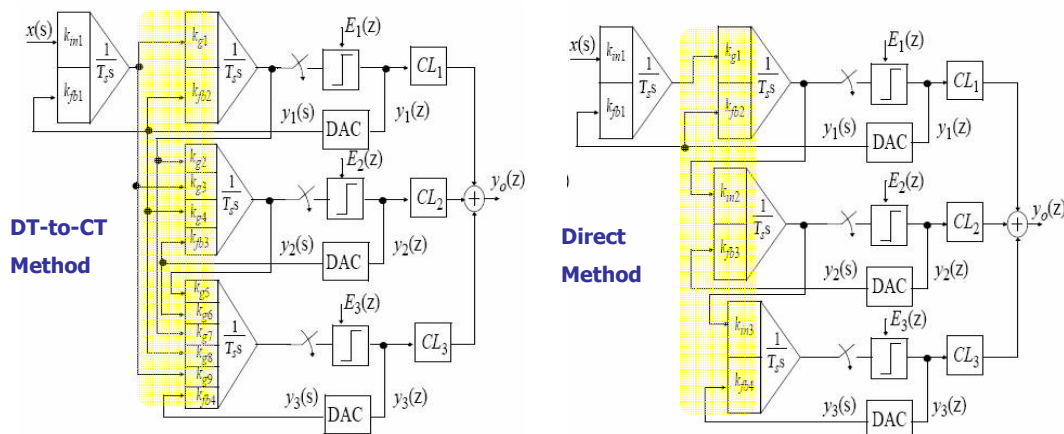 DT-to-CT
Method
x(s)
k_in1
k_fb1
1/T_s s
k_g1
k_fb2
1/T_s s
E_1(z)
CL_1
y_1(s)
DAC
y_1(z)
k_g2
k_g3
k_g4
k_fb3
1/T_s s
E_2(z)
CL_2
+
y_o(z)
y_2(s)
DAC
y_2(z)
k_g5
k_g6
k_g7
k_g8
k_g9
k_fb4
1/T_s s
E_3(z)
CL_3
y_3(s)
DAC
y_3(z)
)
Direct
Method
x(s)
k_in1
k_fb1
1/T_s s
k_g1
k_fb2
1/T_s s
E_1(z)
CL_1
y_1(s)
DAC
y_1(z)
k_in2
k_fb3
1/T_s s
E_2(z)
CL_2
+
y_o(z)
y_2(s)
DAC
y_2(z)
k_in3
k_fb4
1/T_s s
E_3(z)
CL_3
y_3(s)
DAC
y_3(z)